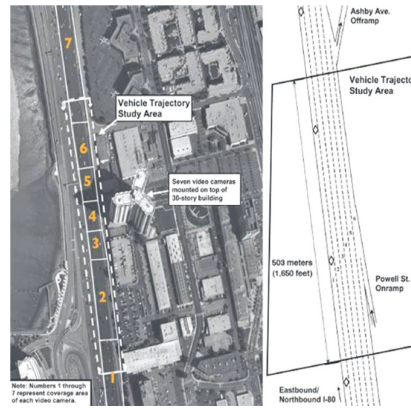 7
Vehicle Trajectory
Study Area
6
5
Seven video cameras
mounted on top of
30-story building
4
3
2
1
Note: Numbers 1 through
7 represent coverage area
of each video camera.
Ashby Ave.
Offramp
Vehicle Trajecto
Study Area
503 meters
(1,650 feet)
Powell St.
Onramp
Eastbound/
Northbound I-80